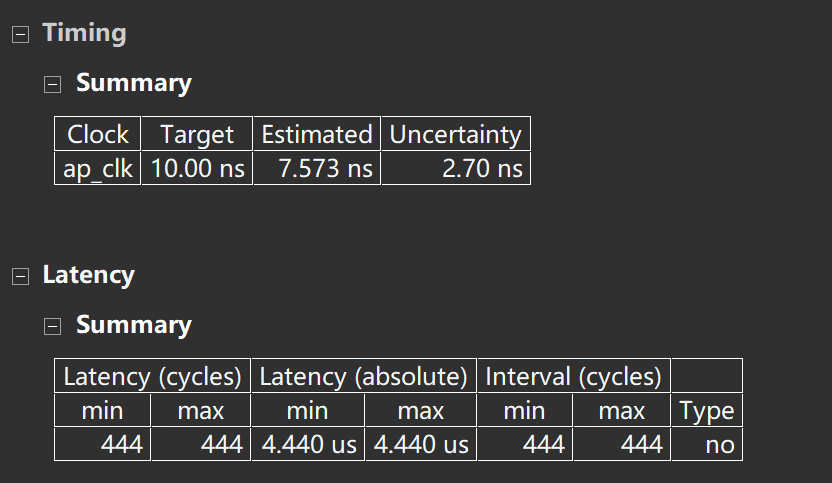 Timing
Summary
Clock Target Estimated Uncertainty
ap_clk 10.00 ns 7.573 ns 2.70 ns
Latency
Summary
Latency (cycles) Latency (absolute) Interval (cycles)
min max min max min max Type
444 444 4.440 us 4.440 us 444 444 no